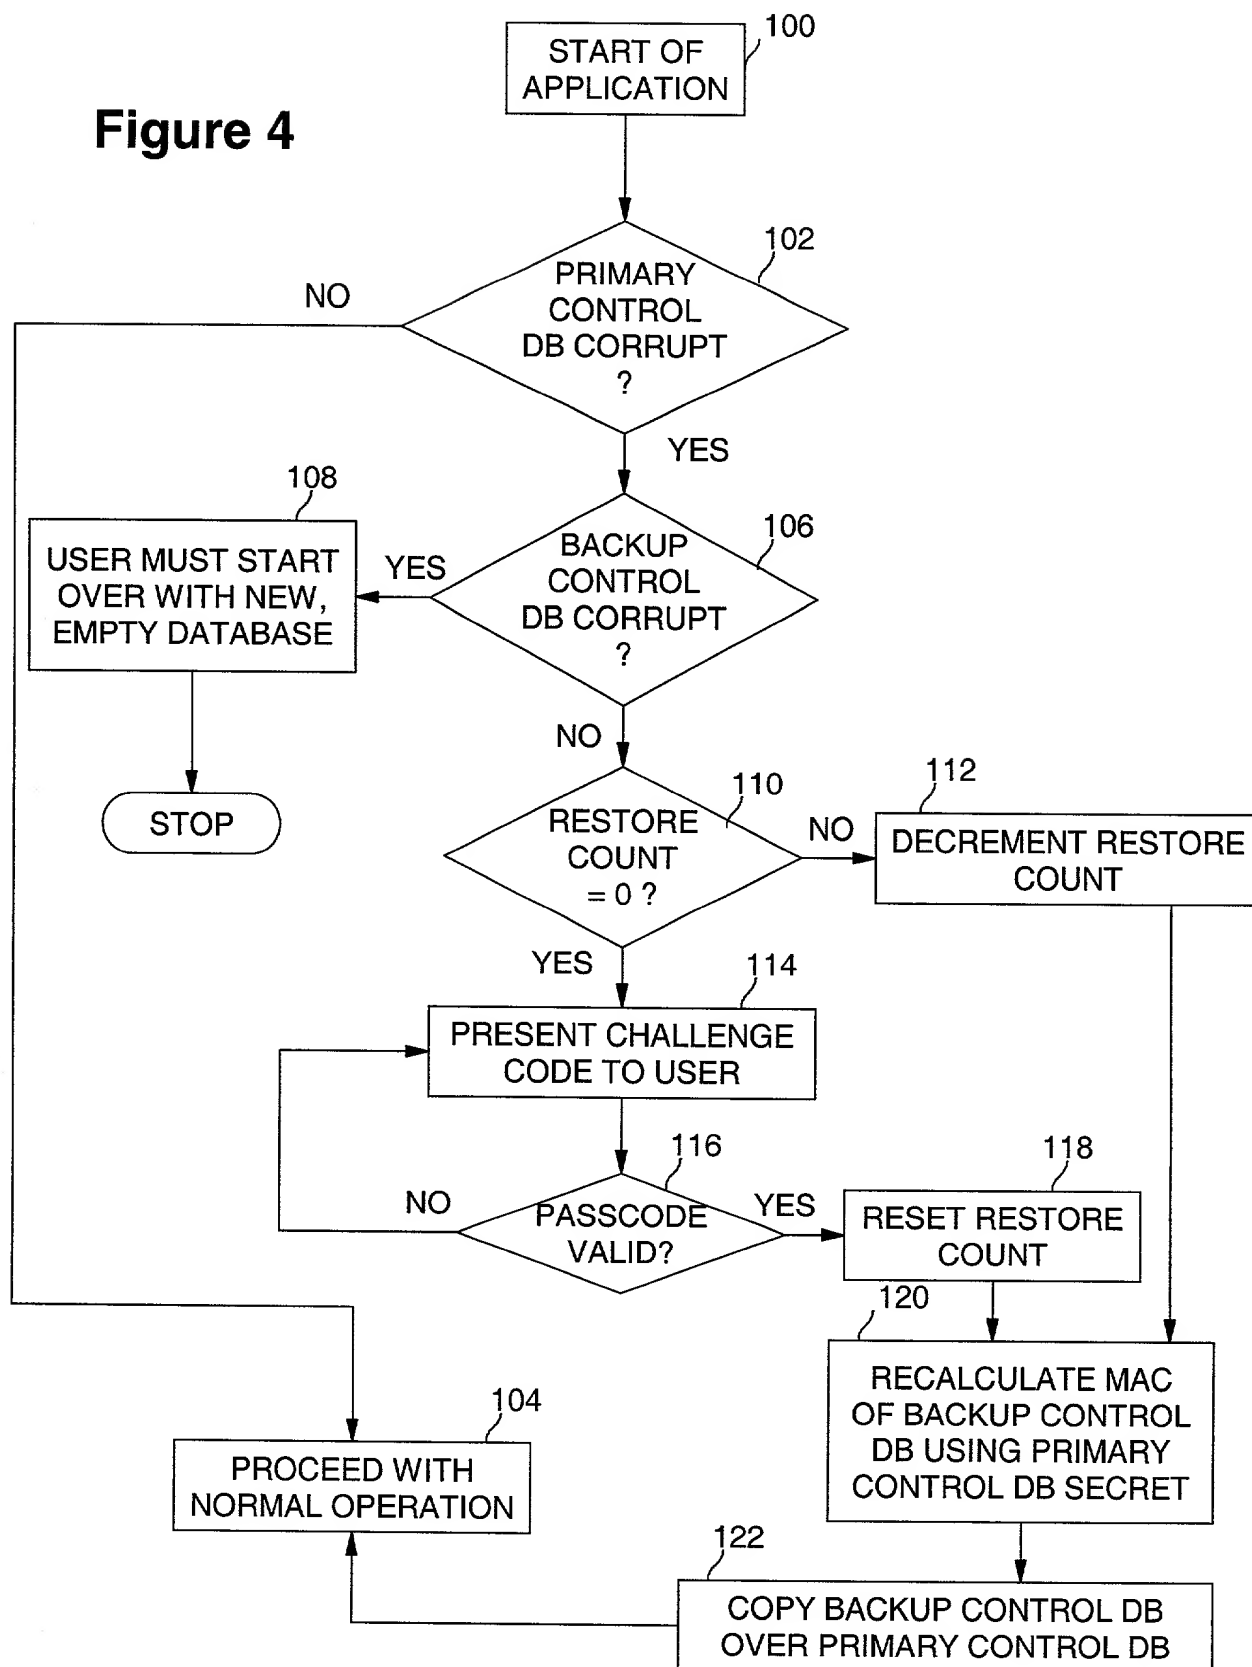 100
START OF
APPLICATION
Figure 4
102
PRIMARY
CONTROL
DB CORRUPT
?
NO
YES
108
USER MUST START
OVER WITH NEW,
EMPTY DATABASE
YES
106
BACKUP
CONTROL
DB CORRUPT
?
NO
STOP
110
RESTORE
COUNT
= 0 ?
NO
112
DECREMENT RESTORE
COUNT
YES
114
PRESENT CHALLENGE
CODE TO USER
116
NO
PASSCODE
VALID?
YES
118
RESET RESTORE
COUNT
120
RECALCULATE MAC
OF BACKUP CONTROL
DB USING PRIMARY
CONTROL DB SECRET
104
PROCEED WITH
NORMAL OPERATION
122
COPY BACKUP CONTROL DB
OVER PRIMARY CONTROL DB